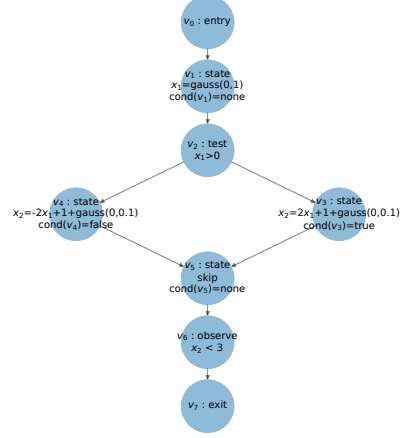 v₀ : entry
v₁ : state
x₁=gauss(0,1)
cond(v₁)=none
v₂ : test
x₁>0
v₄ : state
x₂=-2x₁+1+gauss(0,0.1)
cond(v₄)=false
v₃ : state
x₂=2x₁+1+gauss(0,0.1)
cond(v₃)=true
v₅ : state
skip
cond(v₅)=none
v₆ : observe
x₂ < 3
v₇ : exit